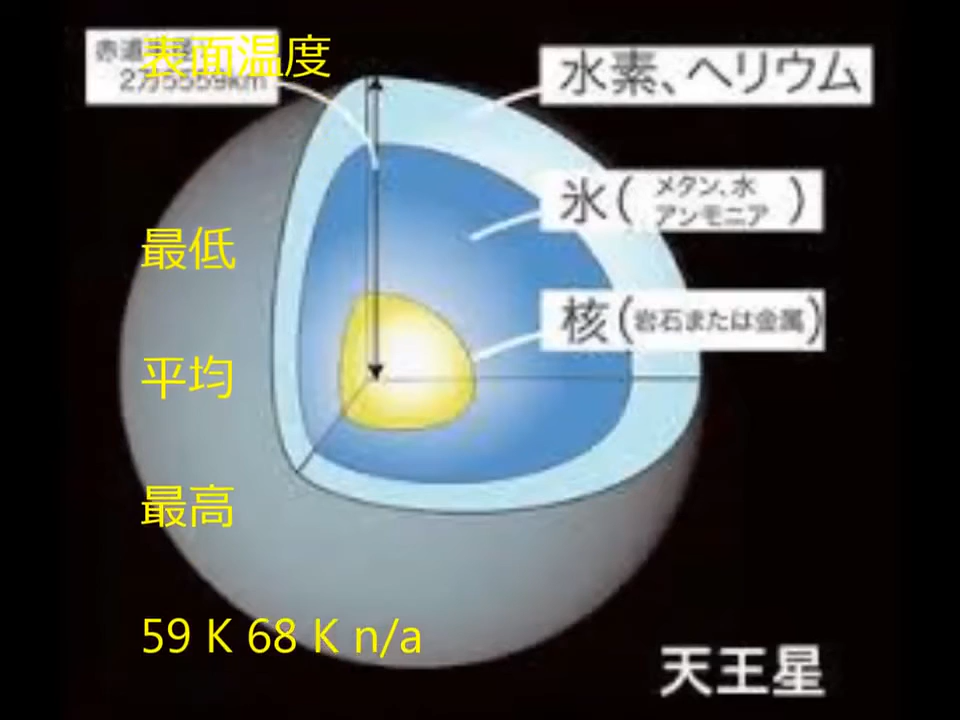 表面温度
水素、ヘリウム
氷(メタン、水
アンモニア)
最低
核(岩石または金属)
平均
最高
59 K 68 K n/a
天王星